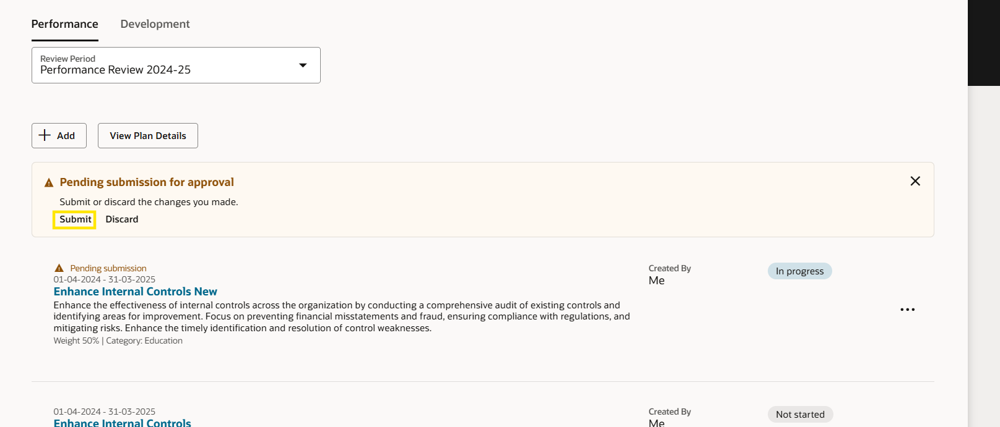 Performance Development
Review Period
Performance Review 2024-25
Add View Plan Details
Pending submission for approval
Submit or discard the changes you made.
Submit Discard
Pending submission
01-04-2024 - 31-03-2025
Enhance Internal Controls New
Enhance the effectiveness of internal controls across the organization by conducting a comprehensive audit of existing controls and
identifying areas for improvement. Focus on preventing financial misstatements and fraud, ensuring compliance with regulations, and
mitigating risks. Enhance the timely identification and resolution of control weaknesses.
Weight 50% | Category: Education
Created By
Me
In progress
01-04-2024 - 31-03-2025
Enhance Internal Controls
Created By
Me
Not started